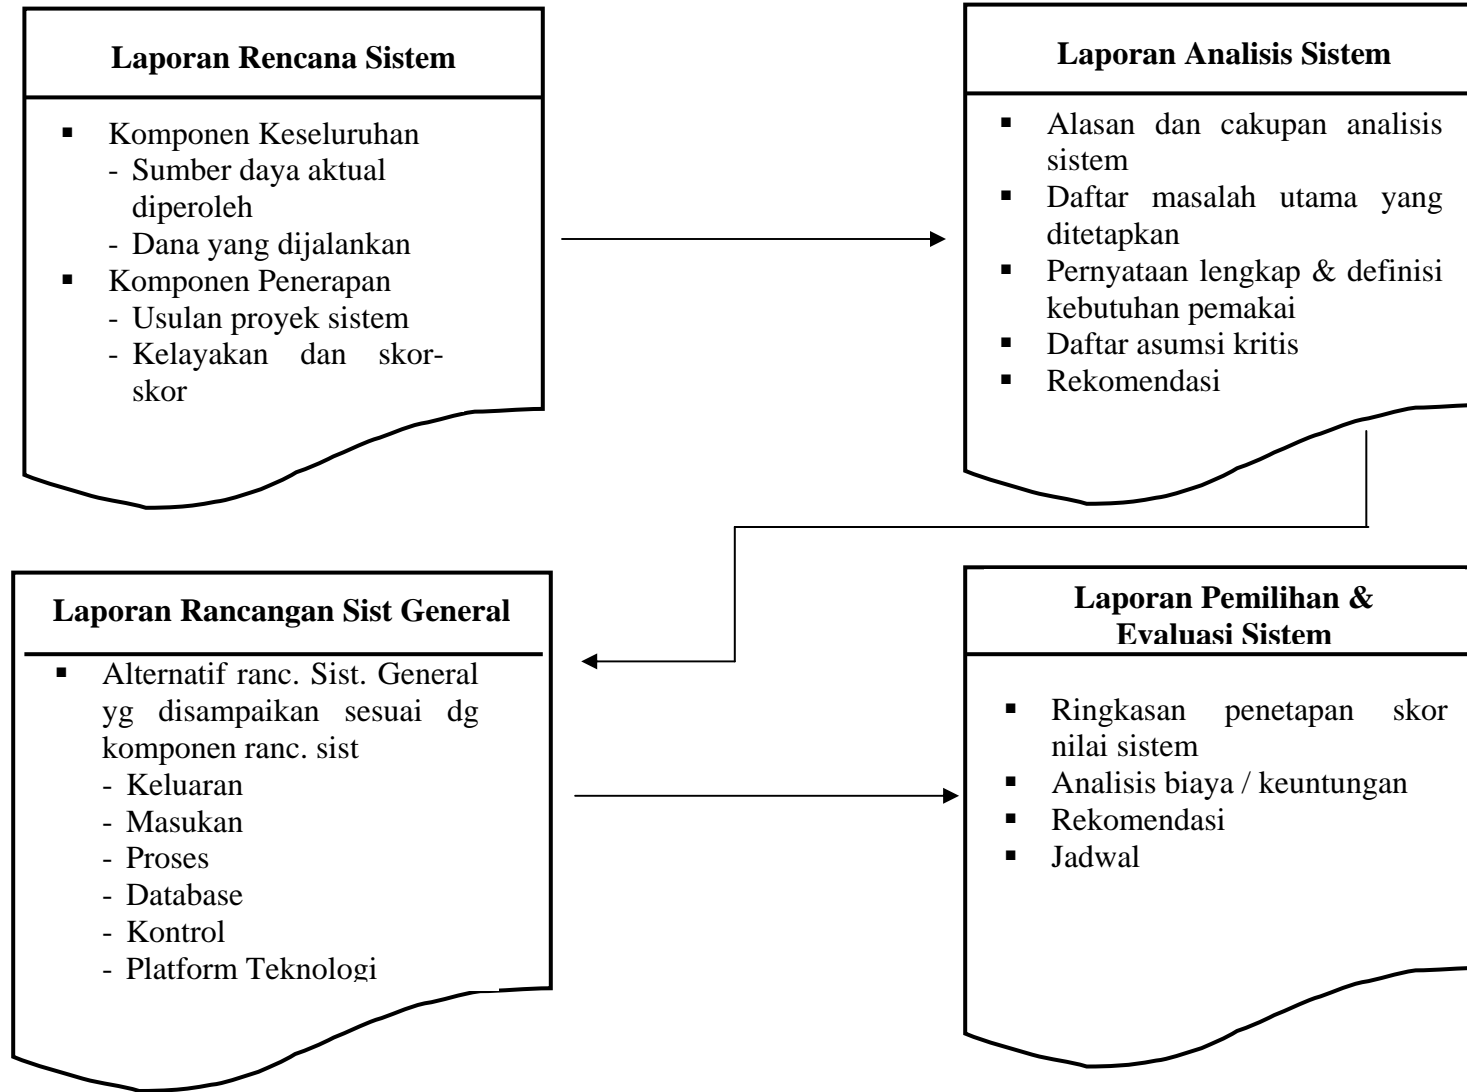 Laporan Rencana Sistem
▪ Komponen Keseluruhan
- Sumber daya aktual
diperoleh
- Dana yang dijalankan
▪ Komponen Penerapan
- Usulan proyek sistem
- Kelayakan dan skor-
skor
Laporan Analisis Sistem
▪ Alasan dan cakupan analisis
sistem
▪ Daftar masalah utama yang
ditetapkan
▪ Pernyataan lengkap & definisi
kebutuhan pemakai
▪ Daftar asumsi kritis
▪ Rekomendasi
Laporan Rancangan Sist General
▪ Alternatif ranc. Sist. General
yg disampaikan sesuai dg
komponen ranc. sist
- Keluaran
- Masukan
- Proses
- Database
- Kontrol
- Platform Teknologi
Laporan Pemilihan &
Evaluasi Sistem
▪ Ringkasan penetapan skor
nilai sistem
▪ Analisis biaya / keuntungan
▪ Rekomendasi
▪ Jadwal